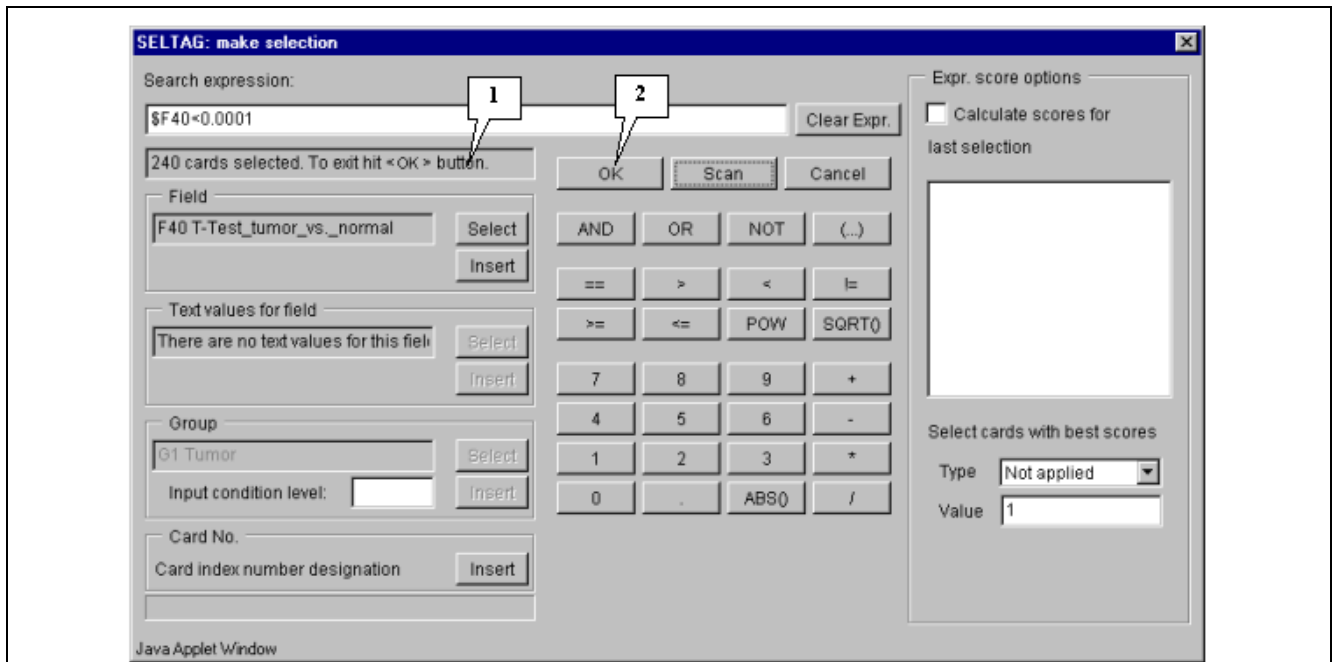 SELTAG: make selection
Search expression:
1
2
$F40<0.0001
Clear Expr.
240 cards selected. To exit hit <OK> button.
OK
Scan
Cancel
Field
F40 T-Test_tumor_vs._normal
Select
Insert
Text values for field
There are no text values for this fiel
Select
Insert
Group
G1 Tumor
Select
Input condition level:
Insert
Card No.
Card index number designation
Insert
AND OR NOT (...)
== > < !=
>= <= POW SQRT()
7 8 9 +
4 5 6 -
1 2 3 *
0 . ABS() /
Expr. score options
Calculate scores for
last selection
Select cards with best scores
Type Not applied
Value 1
Java Applet Window